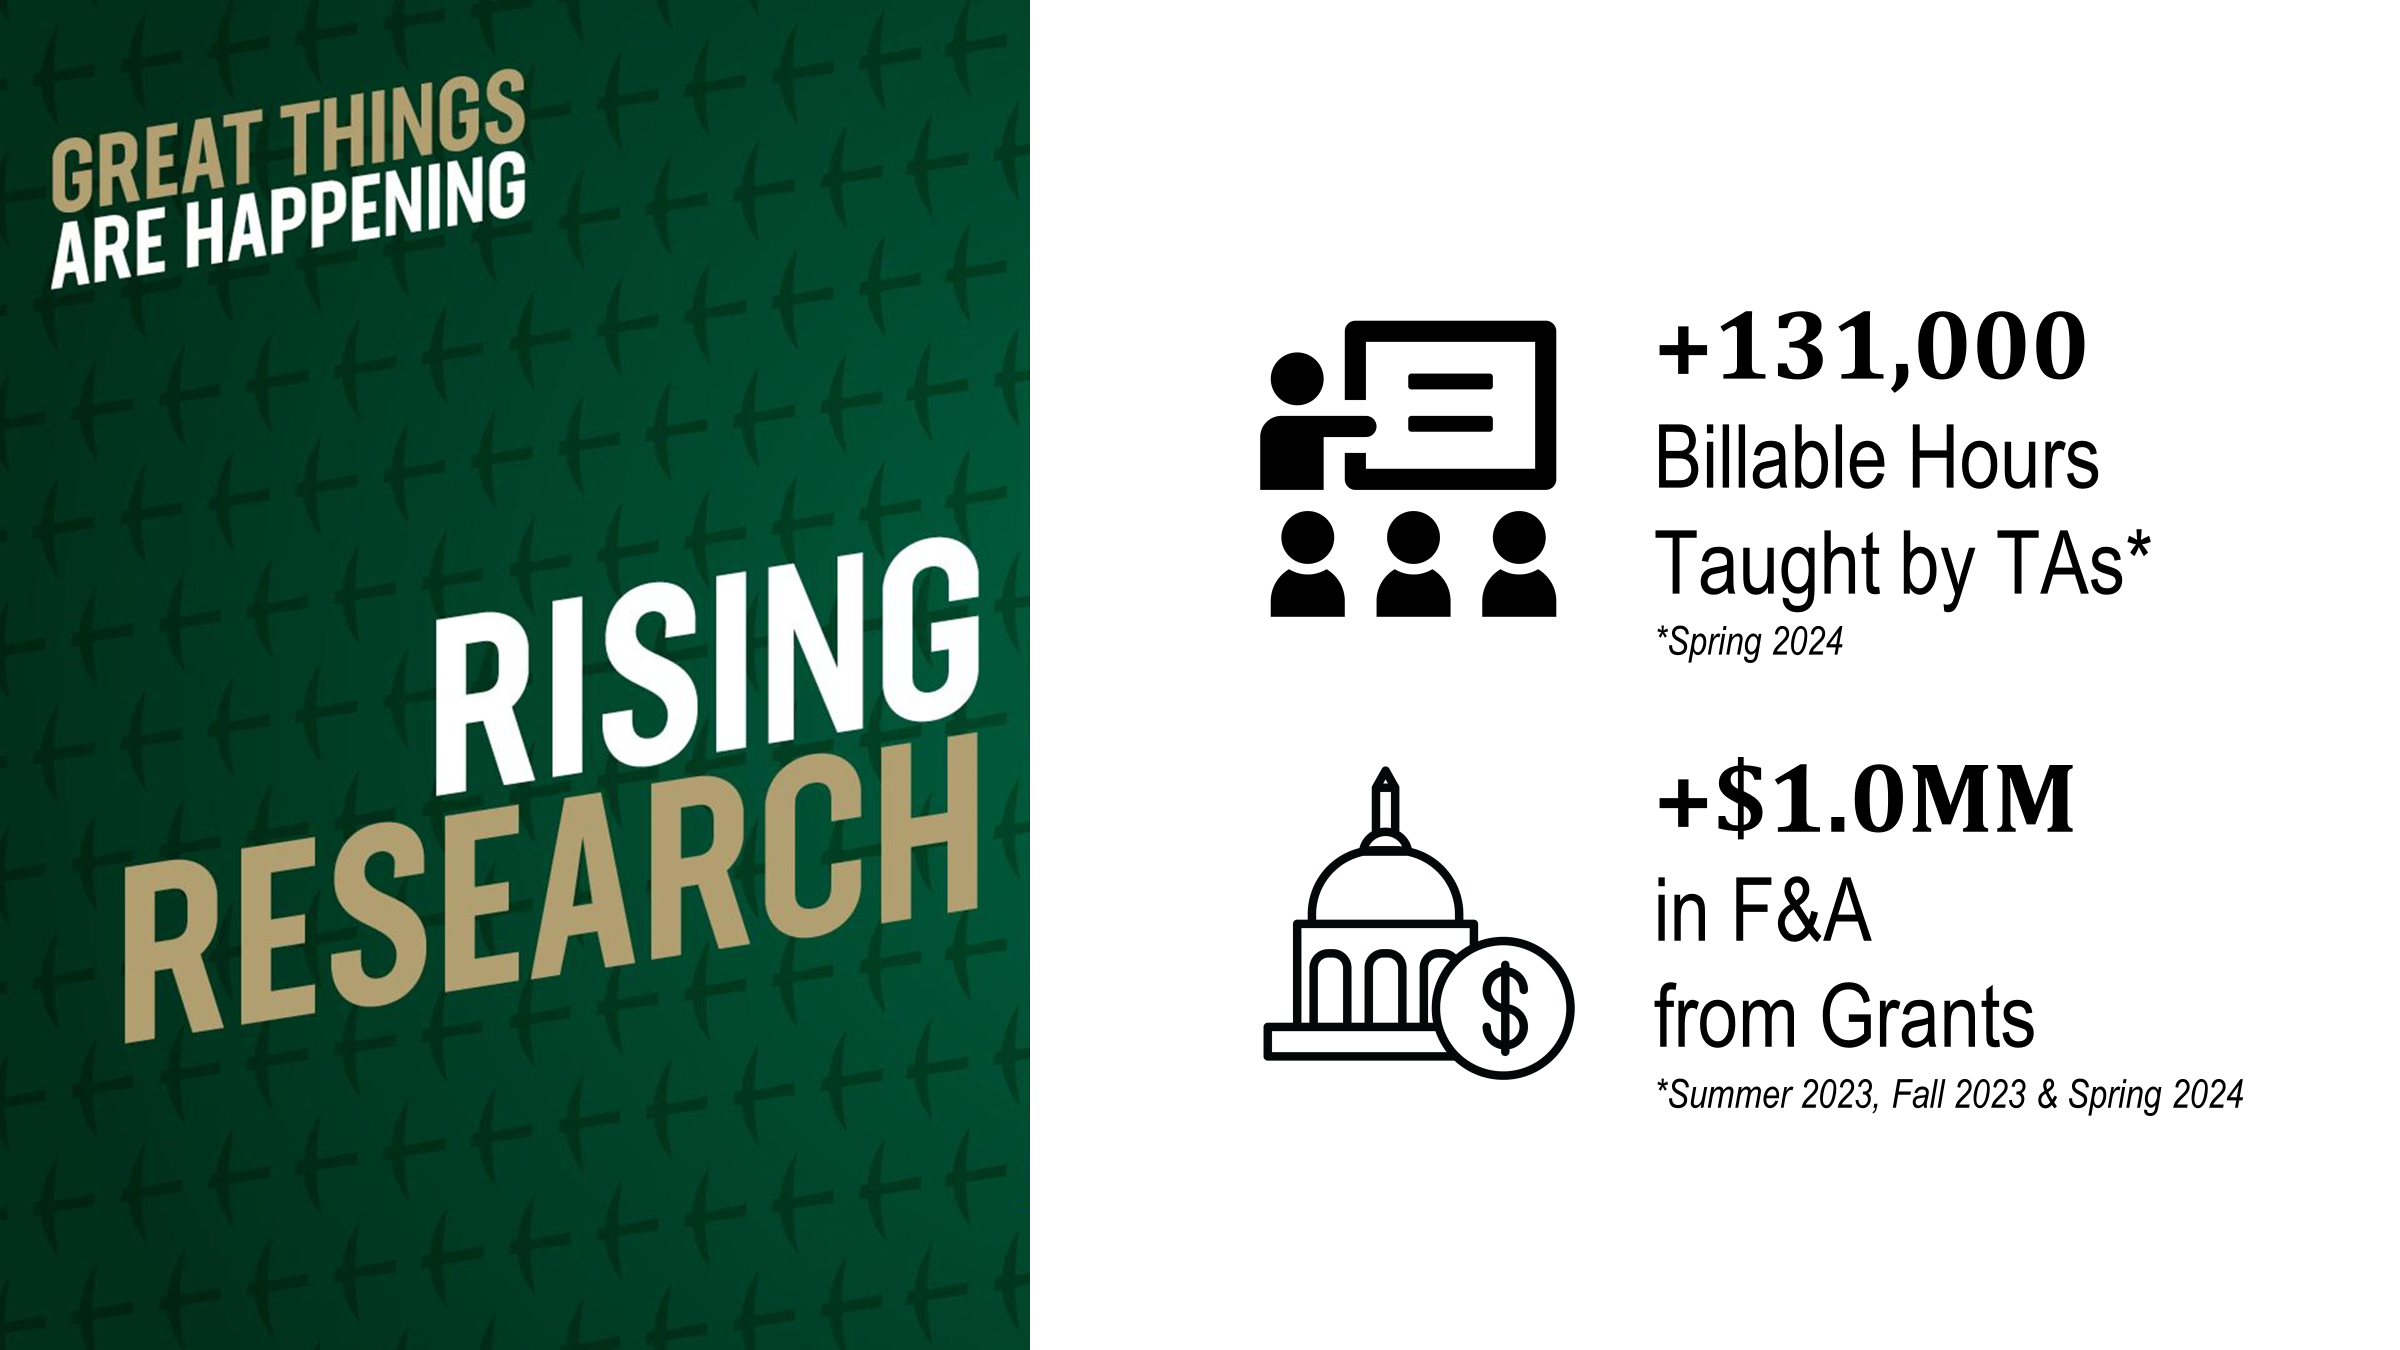 GREAT THINGS
ARE HAPPENING
RISING
RESEARCH
+131,000
Billable Hours
Taught by TAs*
*Spring 2024
+$1.0MM
in F&A
from Grants
*Summer 2023, Fall 2023 & Spring 2024
$